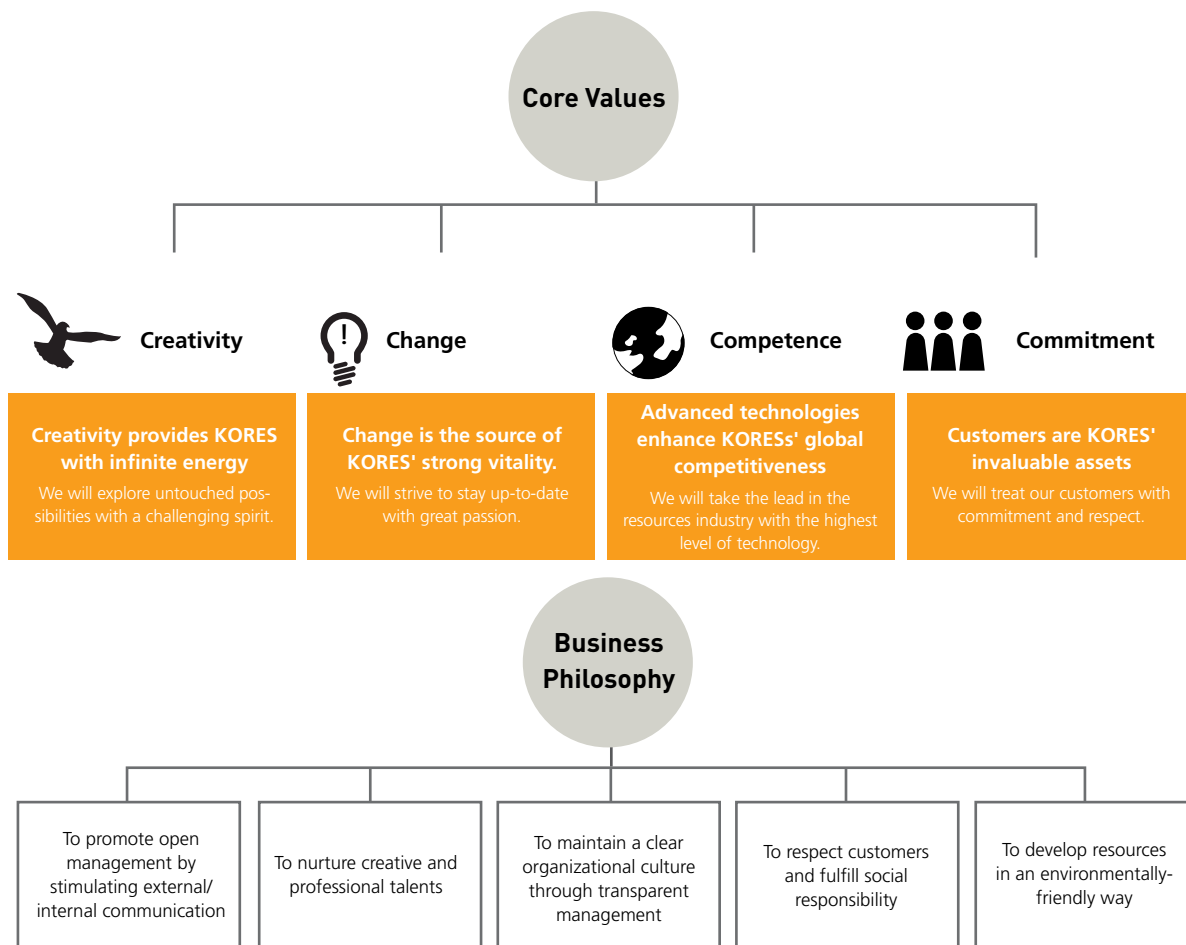 Core Values
!
Creativity
Change
Competence
Commitment
Creativity provides KORES
with infinite energy
We will explore untouched pos-
sibilities with a challenging spirit.
Change is the source of
KORES' strong vitality.
We will strive to stay up-to-date
with great passion.
Advanced technologies
enhance KORESs' global
competitiveness
We will take the lead in the
resources industry with the highest
level of technology.
Customers are KORES'
invaluable assets
We will treat our customers with
commitment and respect.
Business
Philosophy
To promote open
management by
stimulating external/
internal communication
To nurture creative and
professional talents
To maintain a clear
organizational culture
through transparent
management
To respect customers
and fulfill social
responsibility
To develop resources
in an environmentally-
friendly way